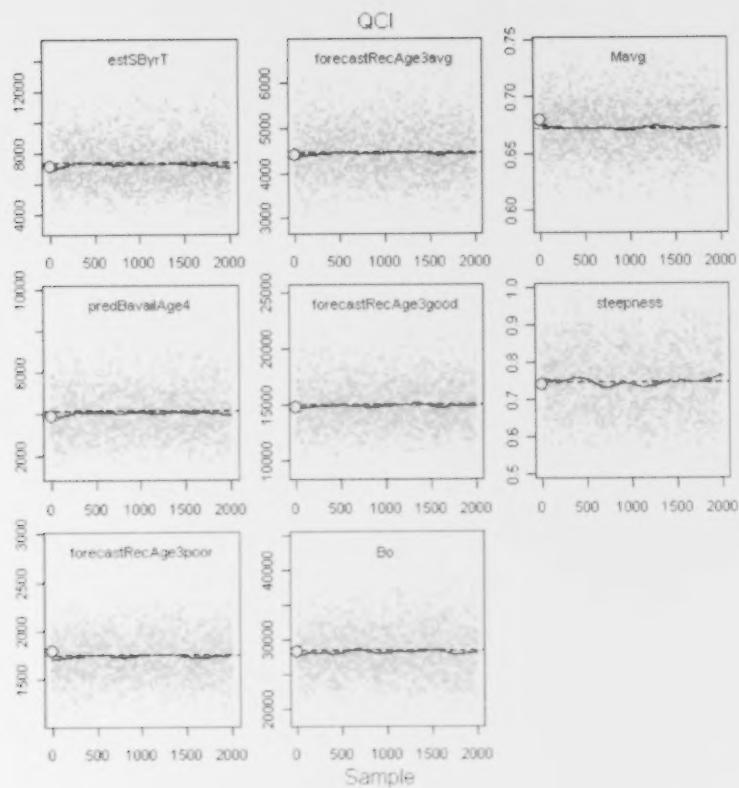 QCI
estSByrT
12000
8000
4000
0 500 1000 1500 2000
forecastRecAge3avg
6000
5000
4000
3000
0 500 1000 1500 2000
Mavg
0.75
0.70
0.65
0.60
0 500 1000 1500 2000
predBavailAge4
10000
6000
2000
0 500 1000 1500 2000
forecastRecAge3good
25000
20000
15000
10000
0 500 1000 1500 2000
steepness
1.0
0.9
0.8
0.7
0.6
0.5
0 500 1000 1500 2000
forecastRecAge3poor
3000
2500
2000
1500
0 500 1000 1500 2000
Bo
40000
30000
20000
0 500 1000 1500 2000
Sample